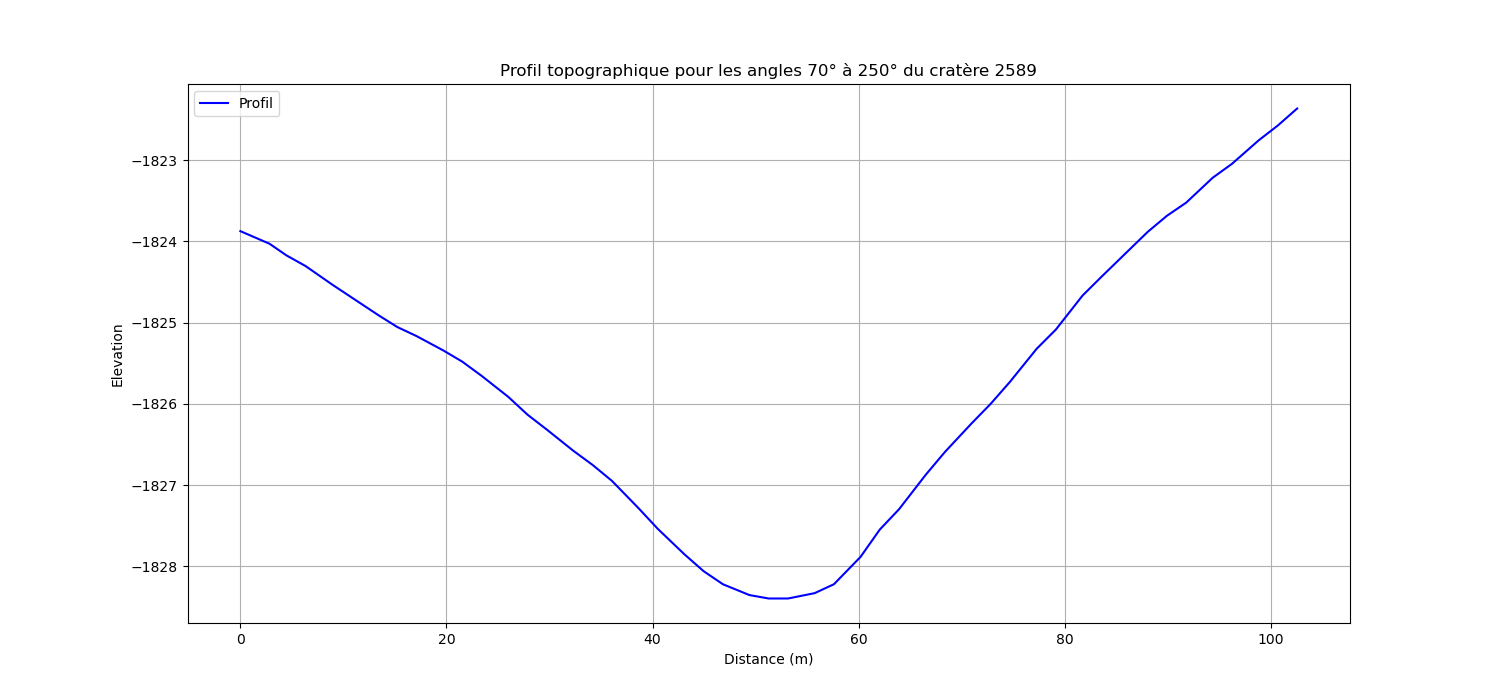 Profil topographique pour les angles 70° à 250° du cratère 2589
Profil
−1823
−1824
−1825
−1826
−1827
−1828
Elevation
0 20 40 60 80 100
Distance (m)